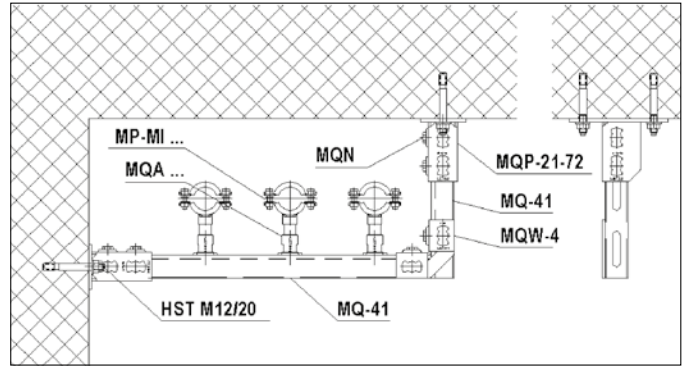 MP-MI ...
MQN
MQP-21-72
MQA ...
MQ-41
MQW-4
HST M12/20
MQ-41